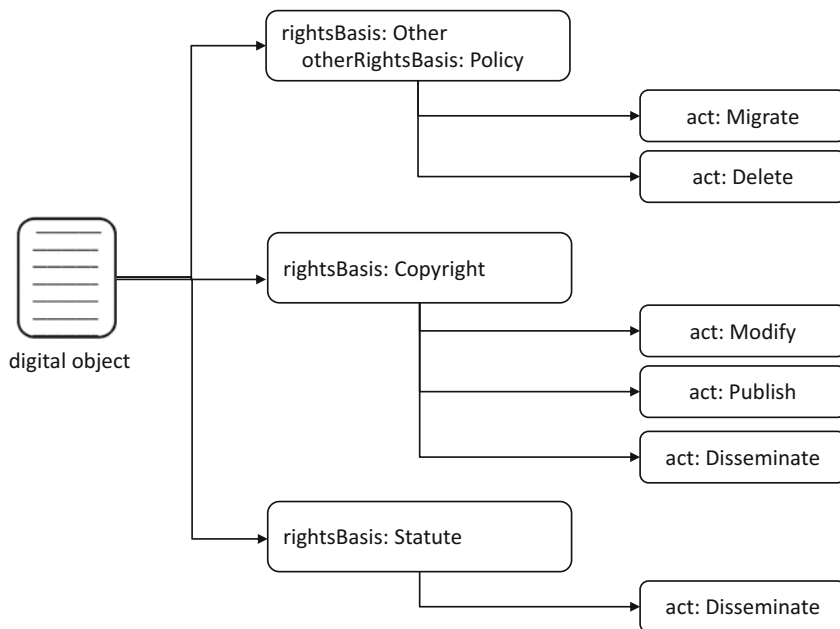 rightsBasis: Other
otherRightsBasis: Policy
act: Migrate
act: Delete
digital object
rightsBasis: Copyright
act: Modify
act: Publish
act: Disseminate
rightsBasis: Statute
act: Disseminate